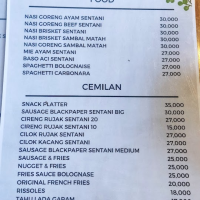 FOOD
NASI GORENG AYAM SENTANI 30,000
NASI GORENG BEEF SENTANI 30,000
NASI BRISKET SENTANI 30,000
NASI BRISKET SAMBAL MATAH 30,000
NASI GORENG SAMBAL MATAH 30,000
MIE AYAM SENTANI 27,000
BASO ACI SENTANI 27,000
SPAGHETI BOLOGNAISE 27,000
SPAGHETTI CARBONARA 27,000
CEMILAN
SNACK PLATTER 35,000
SAUSAGE BLACKPAPER SENTANI BIG 30,000
CIRENG RUJAK SENTANI 20 27,000
CIRENG RUJAK SENTANI 10 15,000
CILOK RUJAK SENTANI 27,000
CILOK KACANG SENTANI 27,000
SAUSAGE BLACKPAPER SENTANI MEDIUM 27,000
SAUSAGE & FRIES 25,000
NUGGET & FRIES 25,000
FRIES SAUCE BOLOGNASE 25,000
ORIGINAL FRENCH FRIES 20,000
RISSOLES 18,000
TAHU LADA GARAM